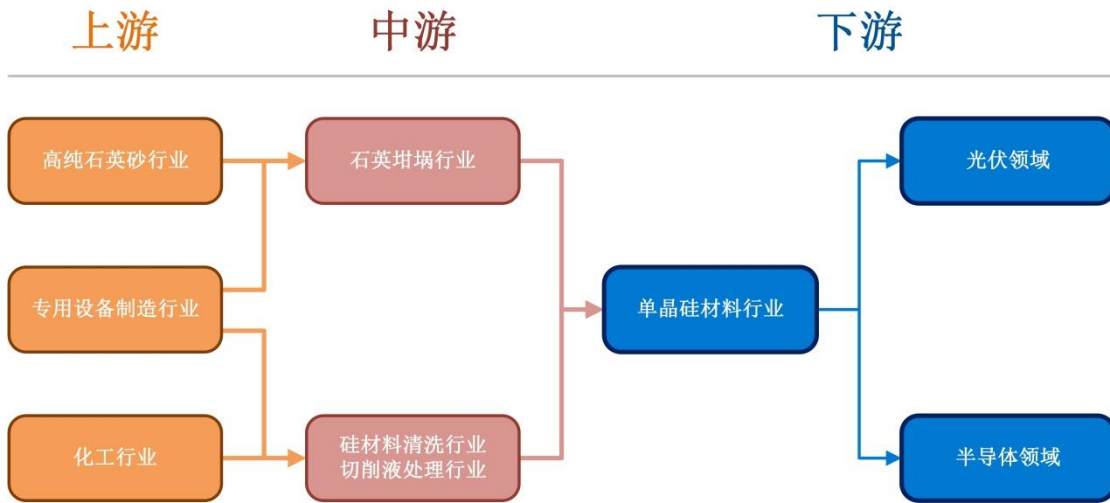 上游
中游
下游
高纯石英砂行业
石英坩埚行业
光伏领域
专用设备制造行业
单晶硅材料行业
化工行业
硅材料清洗行业
切削液处理行业
半导体领域